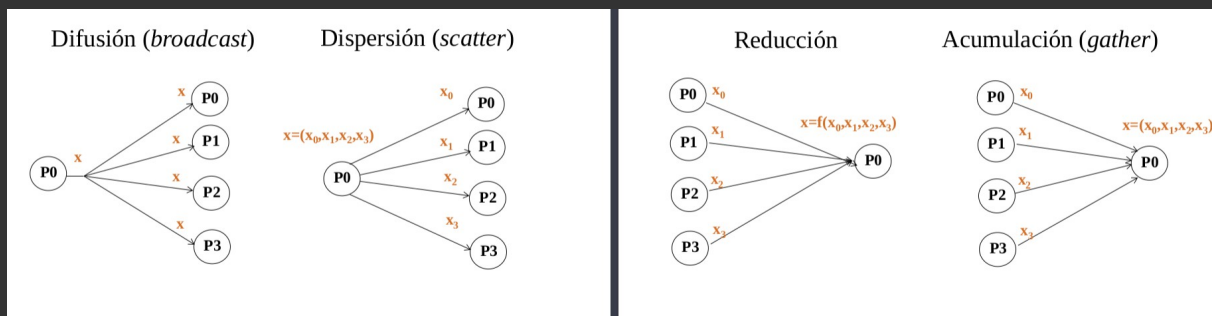 Difusión (broadcast)
x
P0
x
P0
x
P1
x
P2
x
P3
Dispersión (scatter)
x=(x₀,x₁,x₂,x₃)
P0
x₀
P0
x₁
P1
x₂
P2
x₃
P3
Reducción
P0 x₀
P1 x₁
P2 x₂
P3 x₃
x=f(x₀,x₁,x₂,x₃)
P0
Acumulación (gather)
P0 x₀
P1 x₁
P2 x₂
P3 x₃
x=(x₀,x₁,x₂,x₃)
P0